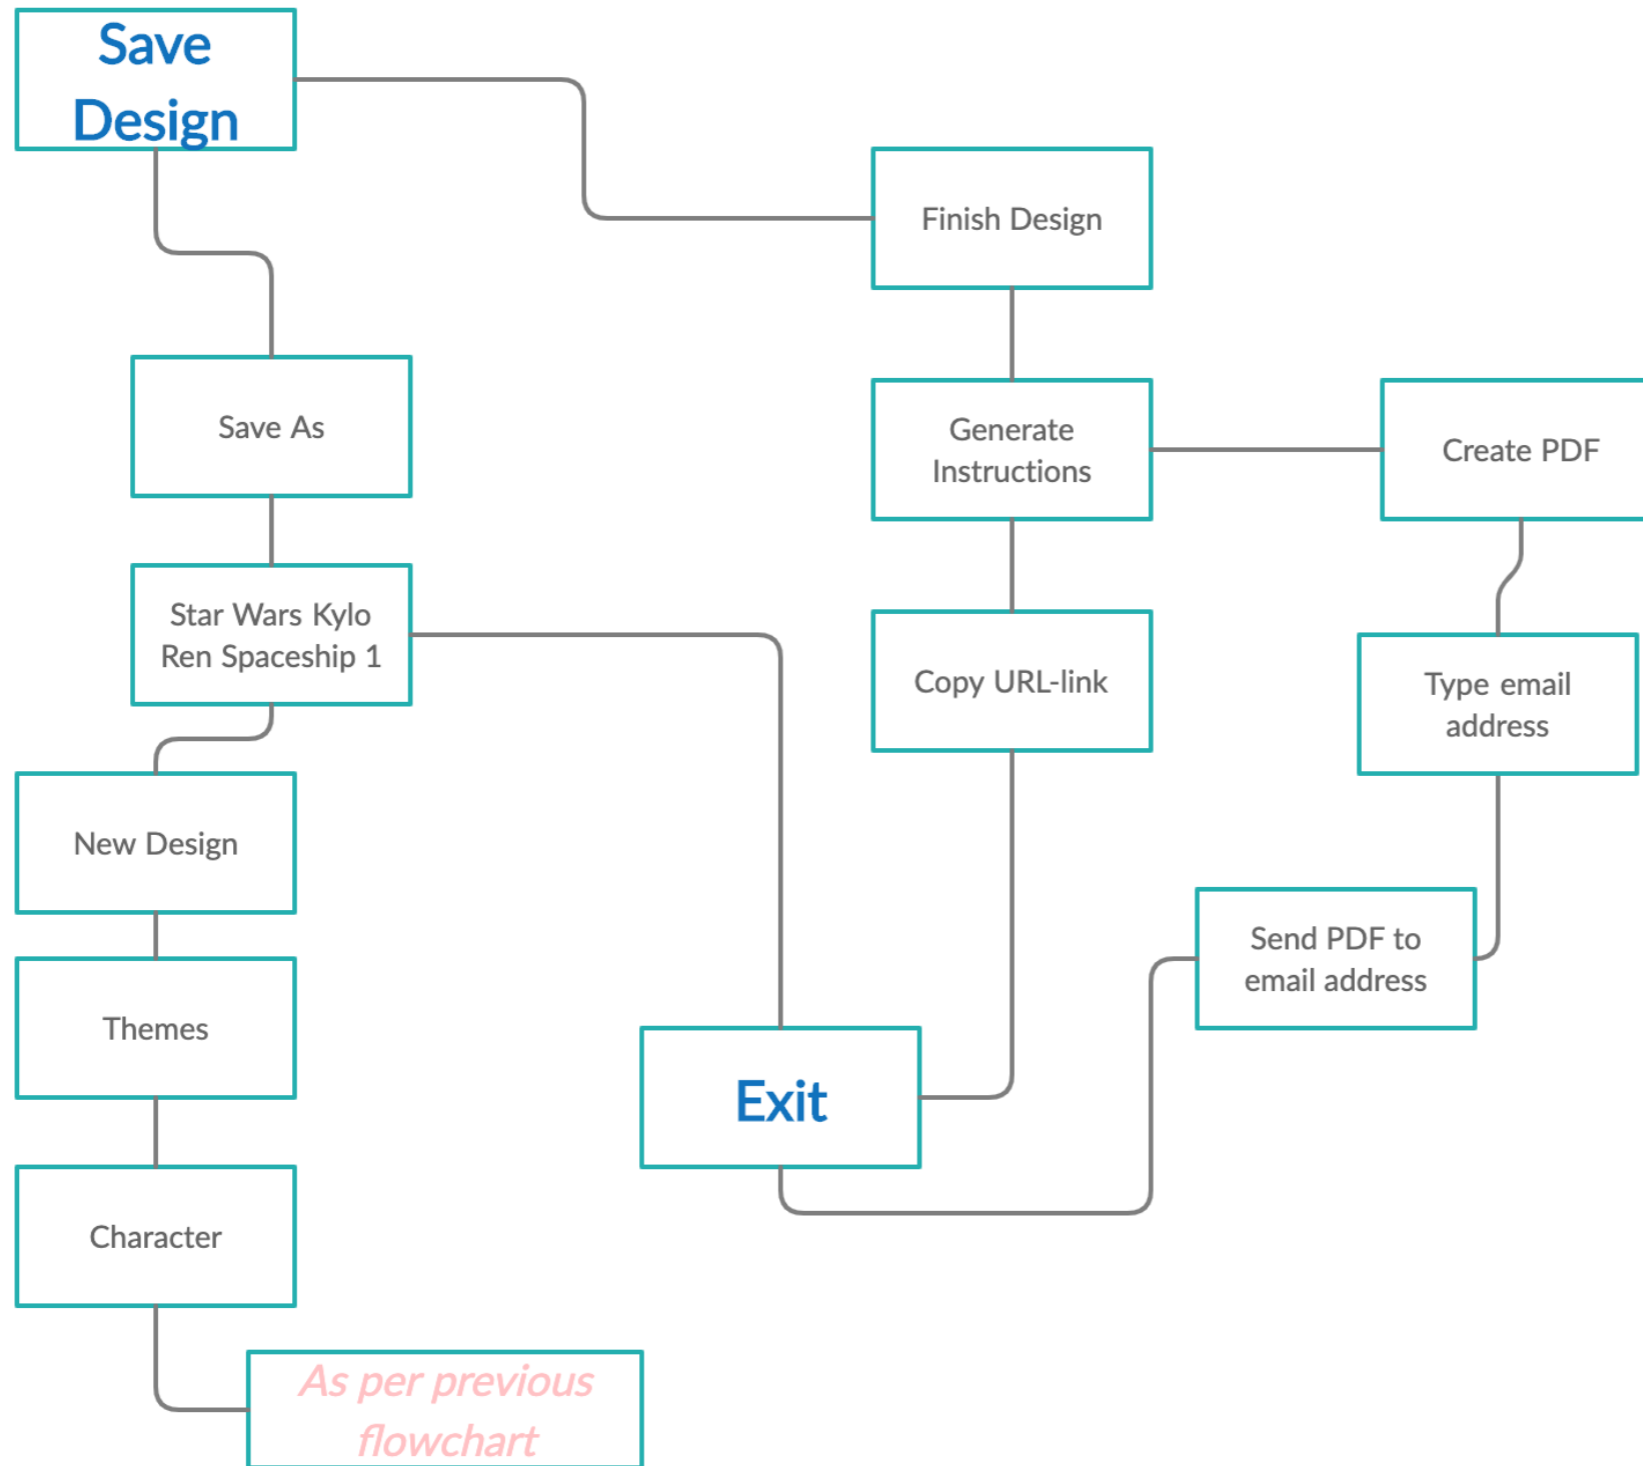 Save
Design
Finish Design
Save As
Generate
Instructions
Create PDF
Star Wars Kylo
Ren Spaceship 1
Copy URL-link
Type email
address
New Design
Send PDF to
email address
Themes
Exit
Character
As per previous
flowchart